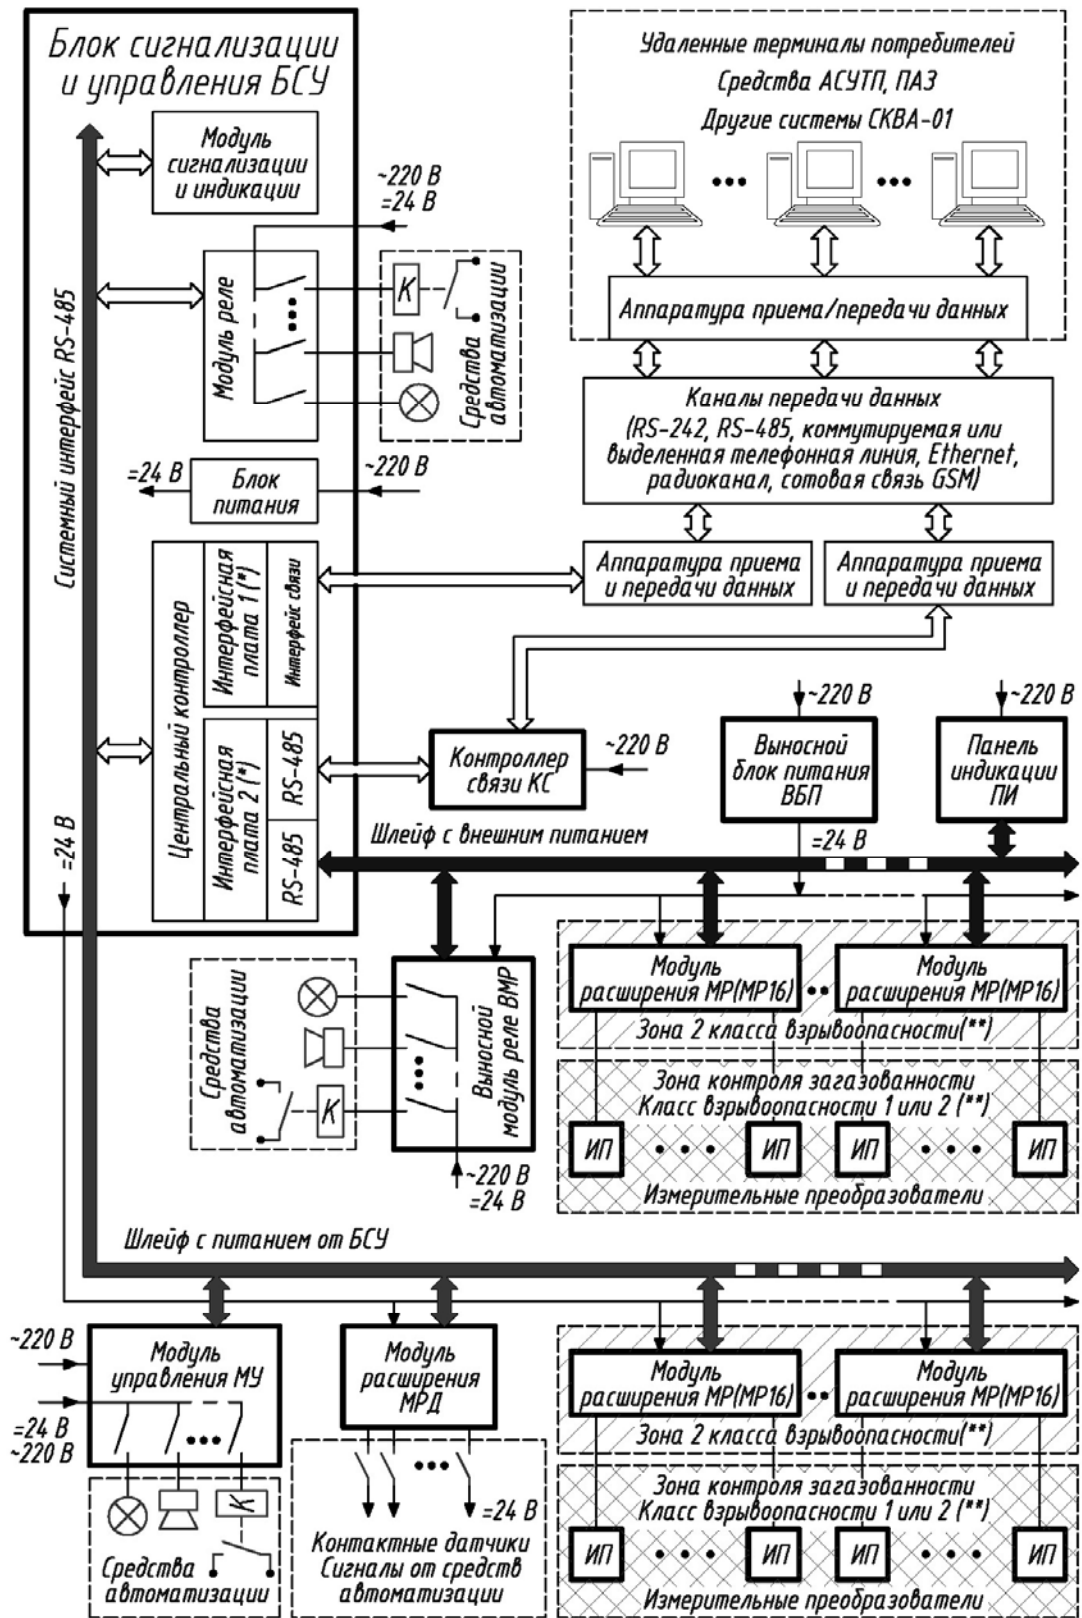 Блок сигнализации
и управления БСУ
Модуль
сигнализации
и индикации
~220 В
=24 В
Модуль реле
К
Средства
автоматизации
Системный интерфейс RS-485
=24 В
Блок
питания
~220 В
Центральный контроллер
Интерфейсная
плата 1 (*)
Интерфейс связи
Интерфейсная
плата 2 (*)
RS-485
RS-485
=24 В
Удаленные терминалы потребителей
Средства АСУТП, ПАЗ
Другие системы СКВА-01
Аппаратура приема/передачи данных
Каналы передачи данных
(RS-242, RS-485, коммутируемая или
выделенная телефонная линия, Ethernet,
радиоканал, сотовая связь GSM)
Аппаратура приема
и передачи данных
Аппаратура приема
и передачи данных
Контроллер
связи КС
~220 В
~220 В
Выносной
блок питания
ВБП
=24 В
~220 В
Панель
индикации
ПИ
Шлейф с внешним питанием
Средства
автоматизации
К
Выносной
модуль реле ВМР
~220 В
=24 В
Модуль
расширения МР(МР16)
Модуль
расширения МР(МР16)
Зона 2 класса взрывоопасности(**)
Зона контроля загазованности
Класс взрывоопасности 1 или 2 (**)
ИП
ИП
ИП
ИП
Измерительные преобразователи
Шлейф с питанием от БСУ
~220 В
=24 В
~220 В
Модуль
управления МУ
К
Средства
автоматизации
Модуль
расширения
МРД
=24 В
Контактные датчики
Сигналы от средств
автоматизации
Модуль
расширения МР(МР16)
Модуль
расширения МР(МР16)
Зона 2 класса взрывоопасности(**)
Зона контроля загазованности
Класс взрывоопасности 1 или 2 (**)
ИП
ИП
ИП
ИП
Измерительные преобразователи